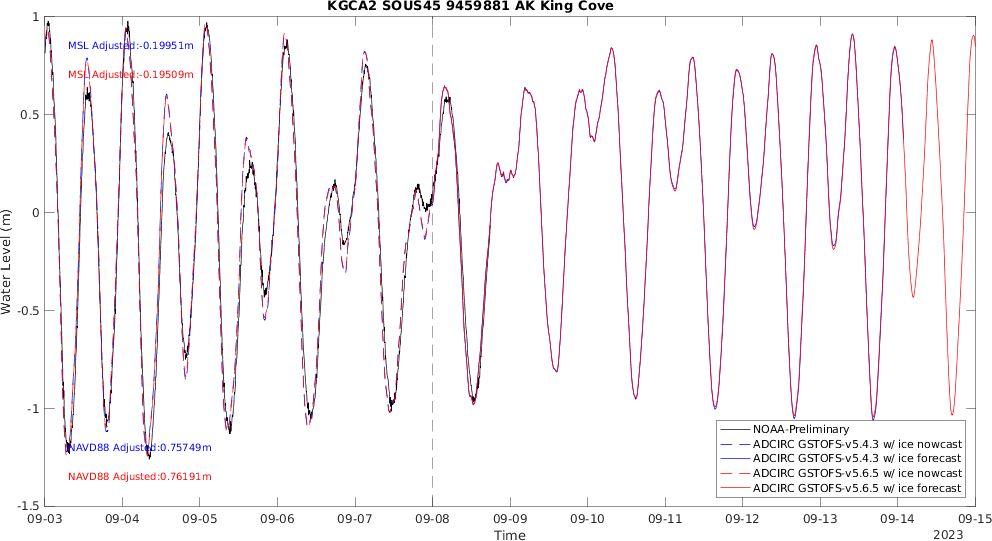 KGCA2 SOUS45 9459881 AK King Cove
MSL Adjusted:-0.19951m
MSL Adjusted:-0.19509m
NAVD88 Adjusted:0.75749m
NAVD88 Adjusted:0.76191m
Water Level (m)
1
0.5
0
-0.5
-1
-1.5
NOAA-Preliminary
ADCIRC GSTOFS-v5.4.3 w/ ice nowcast
ADCIRC GSTOFS-v5.4.3 w/ ice forecast
ADCIRC GSTOFS-v5.6.5 w/ ice nowcast
ADCIRC GSTOFS-v5.6.5 w/ ice forecast
09-03 09-04 09-05 09-06 09-07 09-08 09-09 09-10 09-11 09-12 09-13 09-14 09-15
Time
2023